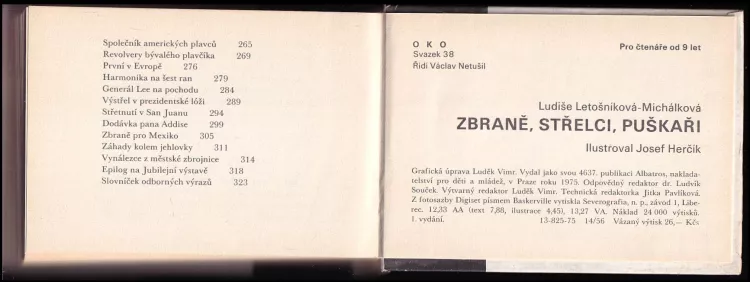 Společník amerických plavců 265
Revolvery bývalého plavčíka 269
První v Evropě 276
Harmonika na šest ran 279
Generál Lee na pochodu 284
Výstřel v prezidentské lóži 289
Střetnutí v San Juanu 294
Dodávka pana Addise 299
Zbraně pro Mexiko 305
Záhady kolem jehlovky 311
Vynálezce z městské zbrojnice 314
Epilog na Jubilejní výstavě 318
Slovníček odborných výrazů 323
OKO
Svazek 38
Řídí Václav Netušil
Pro čtenáře od 9 let
Ludiše Letošníková-Michálková
ZBRANĚ, STŘELCI, PUŠKAŘI
Ilustroval Josef Herčík
Grafická úprava Luděk Vimr. Vydal jako svou 4637. publikaci Albatros, naklada-
telství pro děti a mládež, v Praze roku 1975. Odpovědný redaktor dr. Ludvík
Souček. Výtvarný redaktor Luděk Vimr. Technická redaktorka Jitka Pavlíková.
Z fotosazby Digiset písmem Baskerville vytiskla Severografia, n. p., závod 1, Libe-
rec. 12,33 AA (text 7,88, ilustrace 4,45), 13,27 VA. Náklad 24 000 výtisků.
1. vydání. 13-825-75 14/56 Vázaný výtisk 26,— Kčs